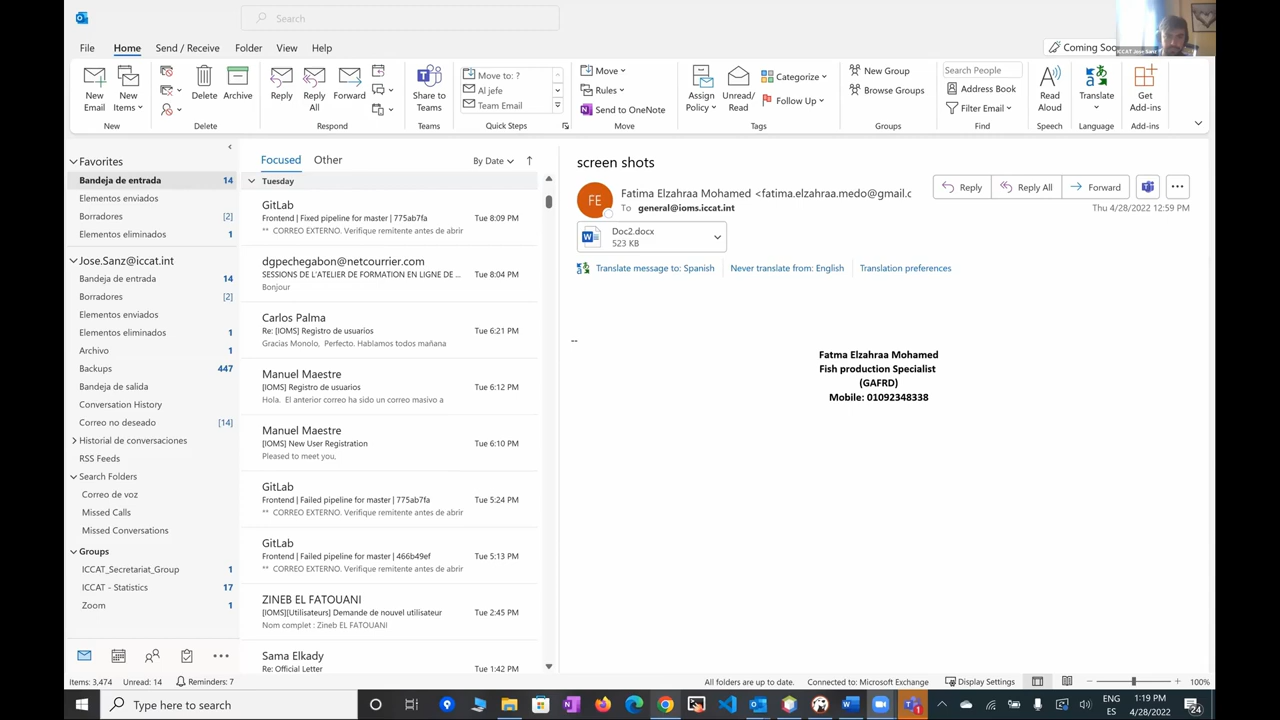 Search
Coming Soon
ICCAT Jose Sanz
File Home Send / Receive Folder View Help
New Email
New Items
Delete
Archive
Reply
Reply All
Forward
Share to Teams
Move to: ?
Al jefe
Team Email
Move
Rules
Send to OneNote
Assign Policy
Unread/ Read
Categorize
Follow Up
New Group
Browse Groups
Search People
Address Book
Filter Email
Read Aloud
Translate
Get Add-ins
New Delete Respond Teams Quick Steps Move Tags Groups Find Speech Language Add-ins
Favorites
Bandeja de entrada 14
Elementos enviados
Borradores [2]
Elementos eliminados 1
Jose.Sanz@iccat.int
Bandeja de entrada 14
Borradores [2]
Elementos enviados
Elementos eliminados 1
Archivo 1
Backups 447
Bandeja de salida
Conversation History
Correo no deseado [14]
Historial de conversaciones
RSS Feeds
Search Folders
Correo de voz
Missed Calls
Missed Conversations
Groups
ICCAT_Secretariat_Group 1
ICCAT - Statistics 17
Zoom 1
Focused Other By Date
Tuesday
GitLab
Frontend | Fixed pipeline for master | 775ab7fa Tue 8:09 PM
** CORREO EXTERNO. Verifique remitente antes de abrir
dgpechegabon@netcourrier.com
SESSIONS DE L'ATELIER DE FORMATION EN LIGNE DE ... Tue 8:04 PM
Bonjour
Carlos Palma
Re: [IOMS] Registro de usuarios Tue 6:21 PM
Gracias Monolo, Perfecto. Hablamos todos mañana
Manuel Maestre
[IOMS] Registro de usuarios Tue 6:12 PM
Hola. El anterior correo ha sido un correo masivo a
Manuel Maestre
[IOMS] New User Registration Tue 6:10 PM
Pleased to meet you,
GitLab
Frontend | Failed pipeline for master | 775ab7fa Tue 5:24 PM
** CORREO EXTERNO. Verifique remitente antes de abrir
GitLab
Frontend | Failed pipeline for master | 466b49ef Tue 5:13 PM
** CORREO EXTERNO. Verifique remitente antes de abrir
ZINEB EL FATOUANI
[IOMS][Utilisateurs] Demande de nouvel utilisateur Tue 2:45 PM
Nom complet : Zineb EL FATOUANI
Sama Elkady
Re: Official Letter Tue 1:42 PM
screen shots
FE
Fatima Elzahraa Mohamed <fatima.elzahraa.medo@gmail.c
To general@ioms.iccat.int
Reply Reply All Forward
Thu 4/28/2022 12:59 PM
Doc2.docx
523 KB
Translate message to: Spanish Never translate from: English Translation preferences
--
Fatma Elzahraa Mohamed
Fish production Specialist
(GAFRD)
Mobile: 01092348338
Items: 3,474 Unread: 14 Reminders: 7 All folders are up to date. Connected to: Microsoft Exchange Display Settings 100%
Type here to search
ENG
ES
1:19 PM
4/28/2022
24